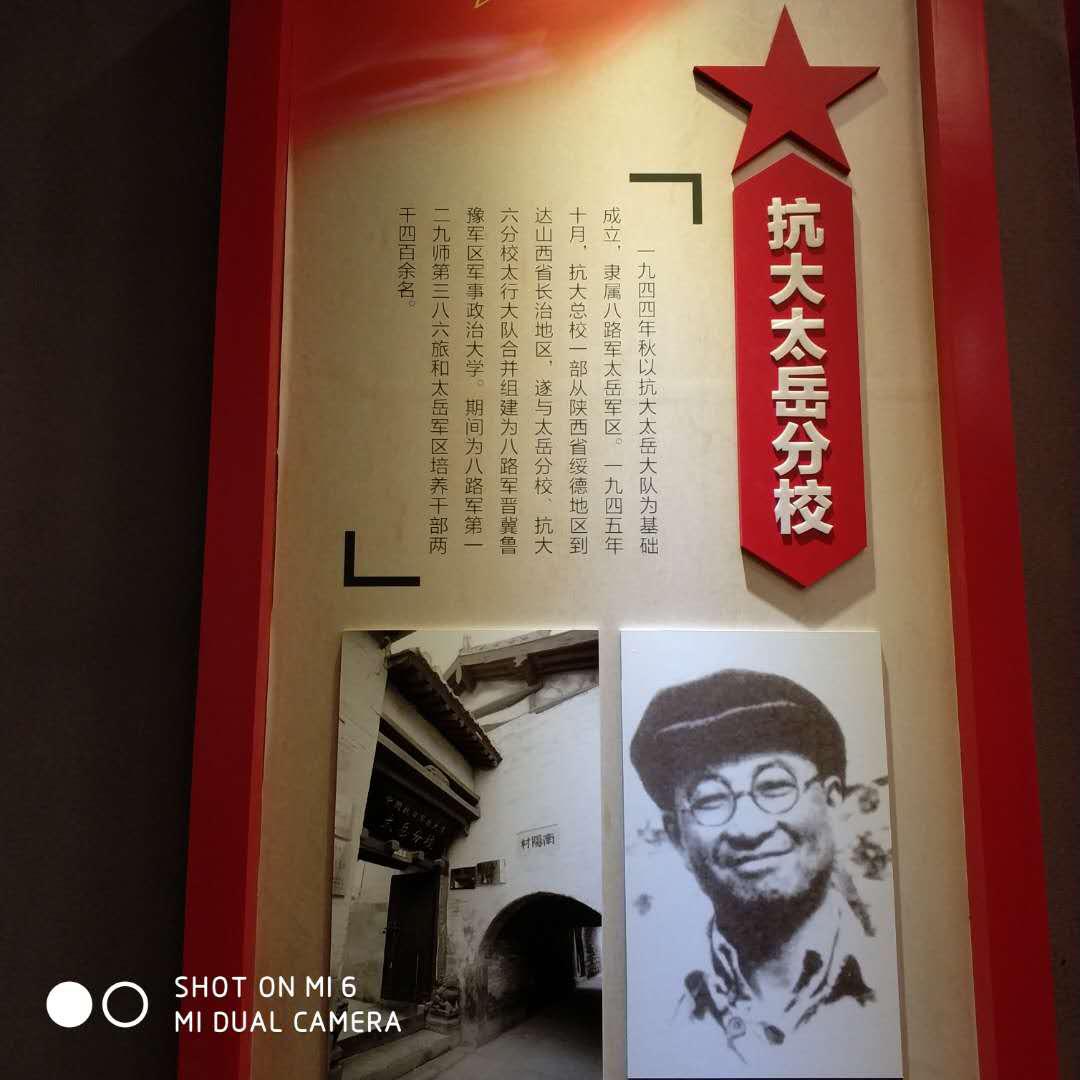 抗大太岳分校
一九四四年秋以抗大太岳大队为基础
成立，隶属八路军太岳军区。一九四五年
十月，抗大总校一部从陕西省绥德地区到
达山西省长治地区，遂与太岳分校、抗大
六分校太行大队合并组建为八路军晋冀鲁
豫军区军事政治大学。期间为八路军第一
二九师第三八六旅和太岳军区培养干部两
千四百余名。
太岳分校
南陽村
SHOT ON MI 6
MI DUAL CAMERA